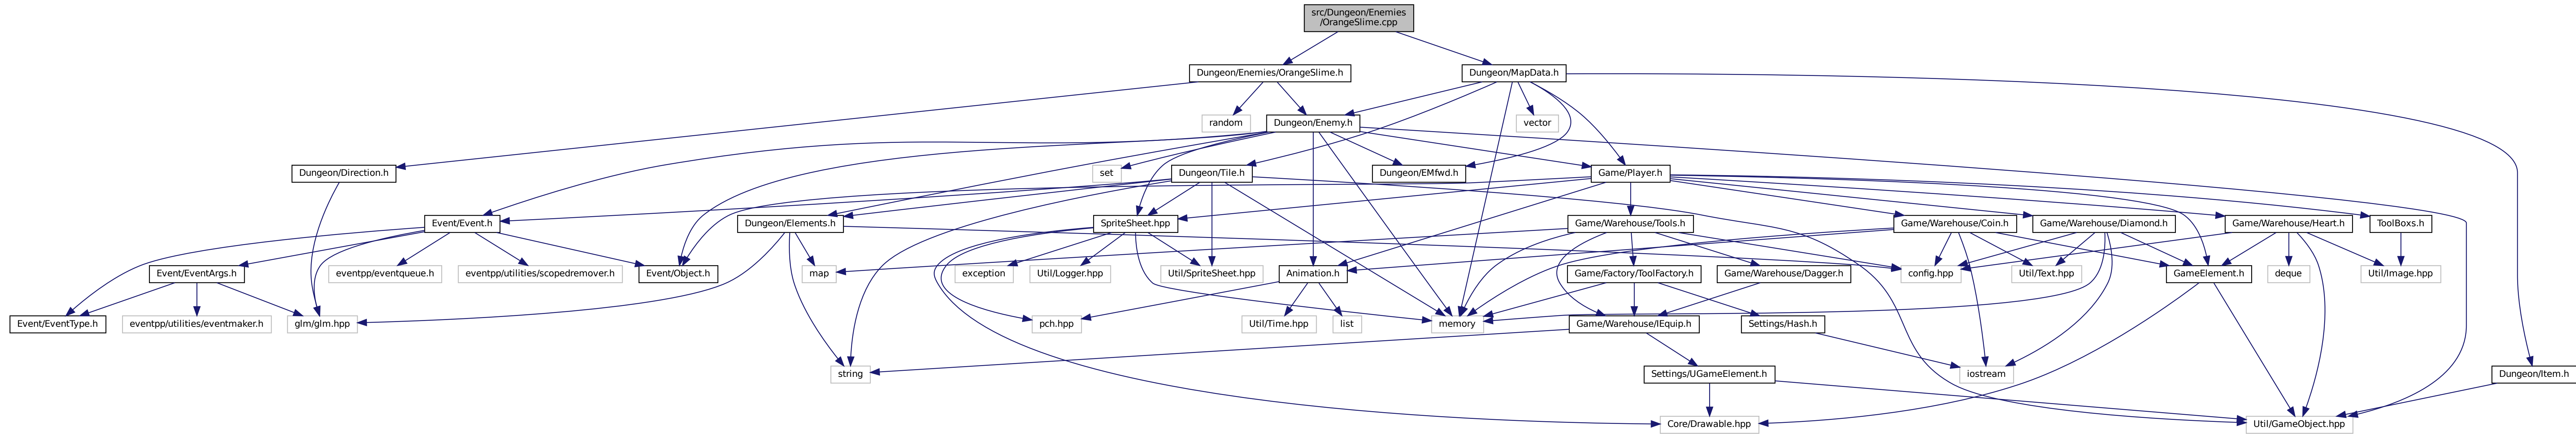 src/Dungeon/Enemies
/OrangeSlime.cpp
Dungeon/Enemies/OrangeSlime.h
Dungeon/MapData.h
random
Dungeon/Enemy.h
vector
Dungeon/Direction.h
set
Dungeon/Tile.h
Dungeon/EMfwd.h
Game/Player.h
Event/Event.h
Dungeon/Elements.h
SpriteSheet.hpp
Game/Warehouse/Tools.h
Game/Warehouse/Coin.h
Game/Warehouse/Diamond.h
Game/Warehouse/Heart.h
ToolBoxs.h
Event/EventArgs.h
eventpp/eventqueue.h
eventpp/utilities/scopedremover.h
Event/Object.h
map
exception
Util/Logger.hpp
Util/SpriteSheet.hpp
Animation.h
Game/Factory/ToolFactory.h
Game/Warehouse/Dagger.h
config.hpp
Util/Text.hpp
GameElement.h
deque
Util/Image.hpp
Event/EventType.h
eventpp/utilities/eventmaker.h
glm/glm.hpp
pch.hpp
Util/Time.hpp
list
memory
Game/Warehouse/IEquip.h
Settings/Hash.h
string
Settings/UGameElement.h
iostream
Dungeon/Item.h
Core/Drawable.hpp
Util/GameObject.hpp